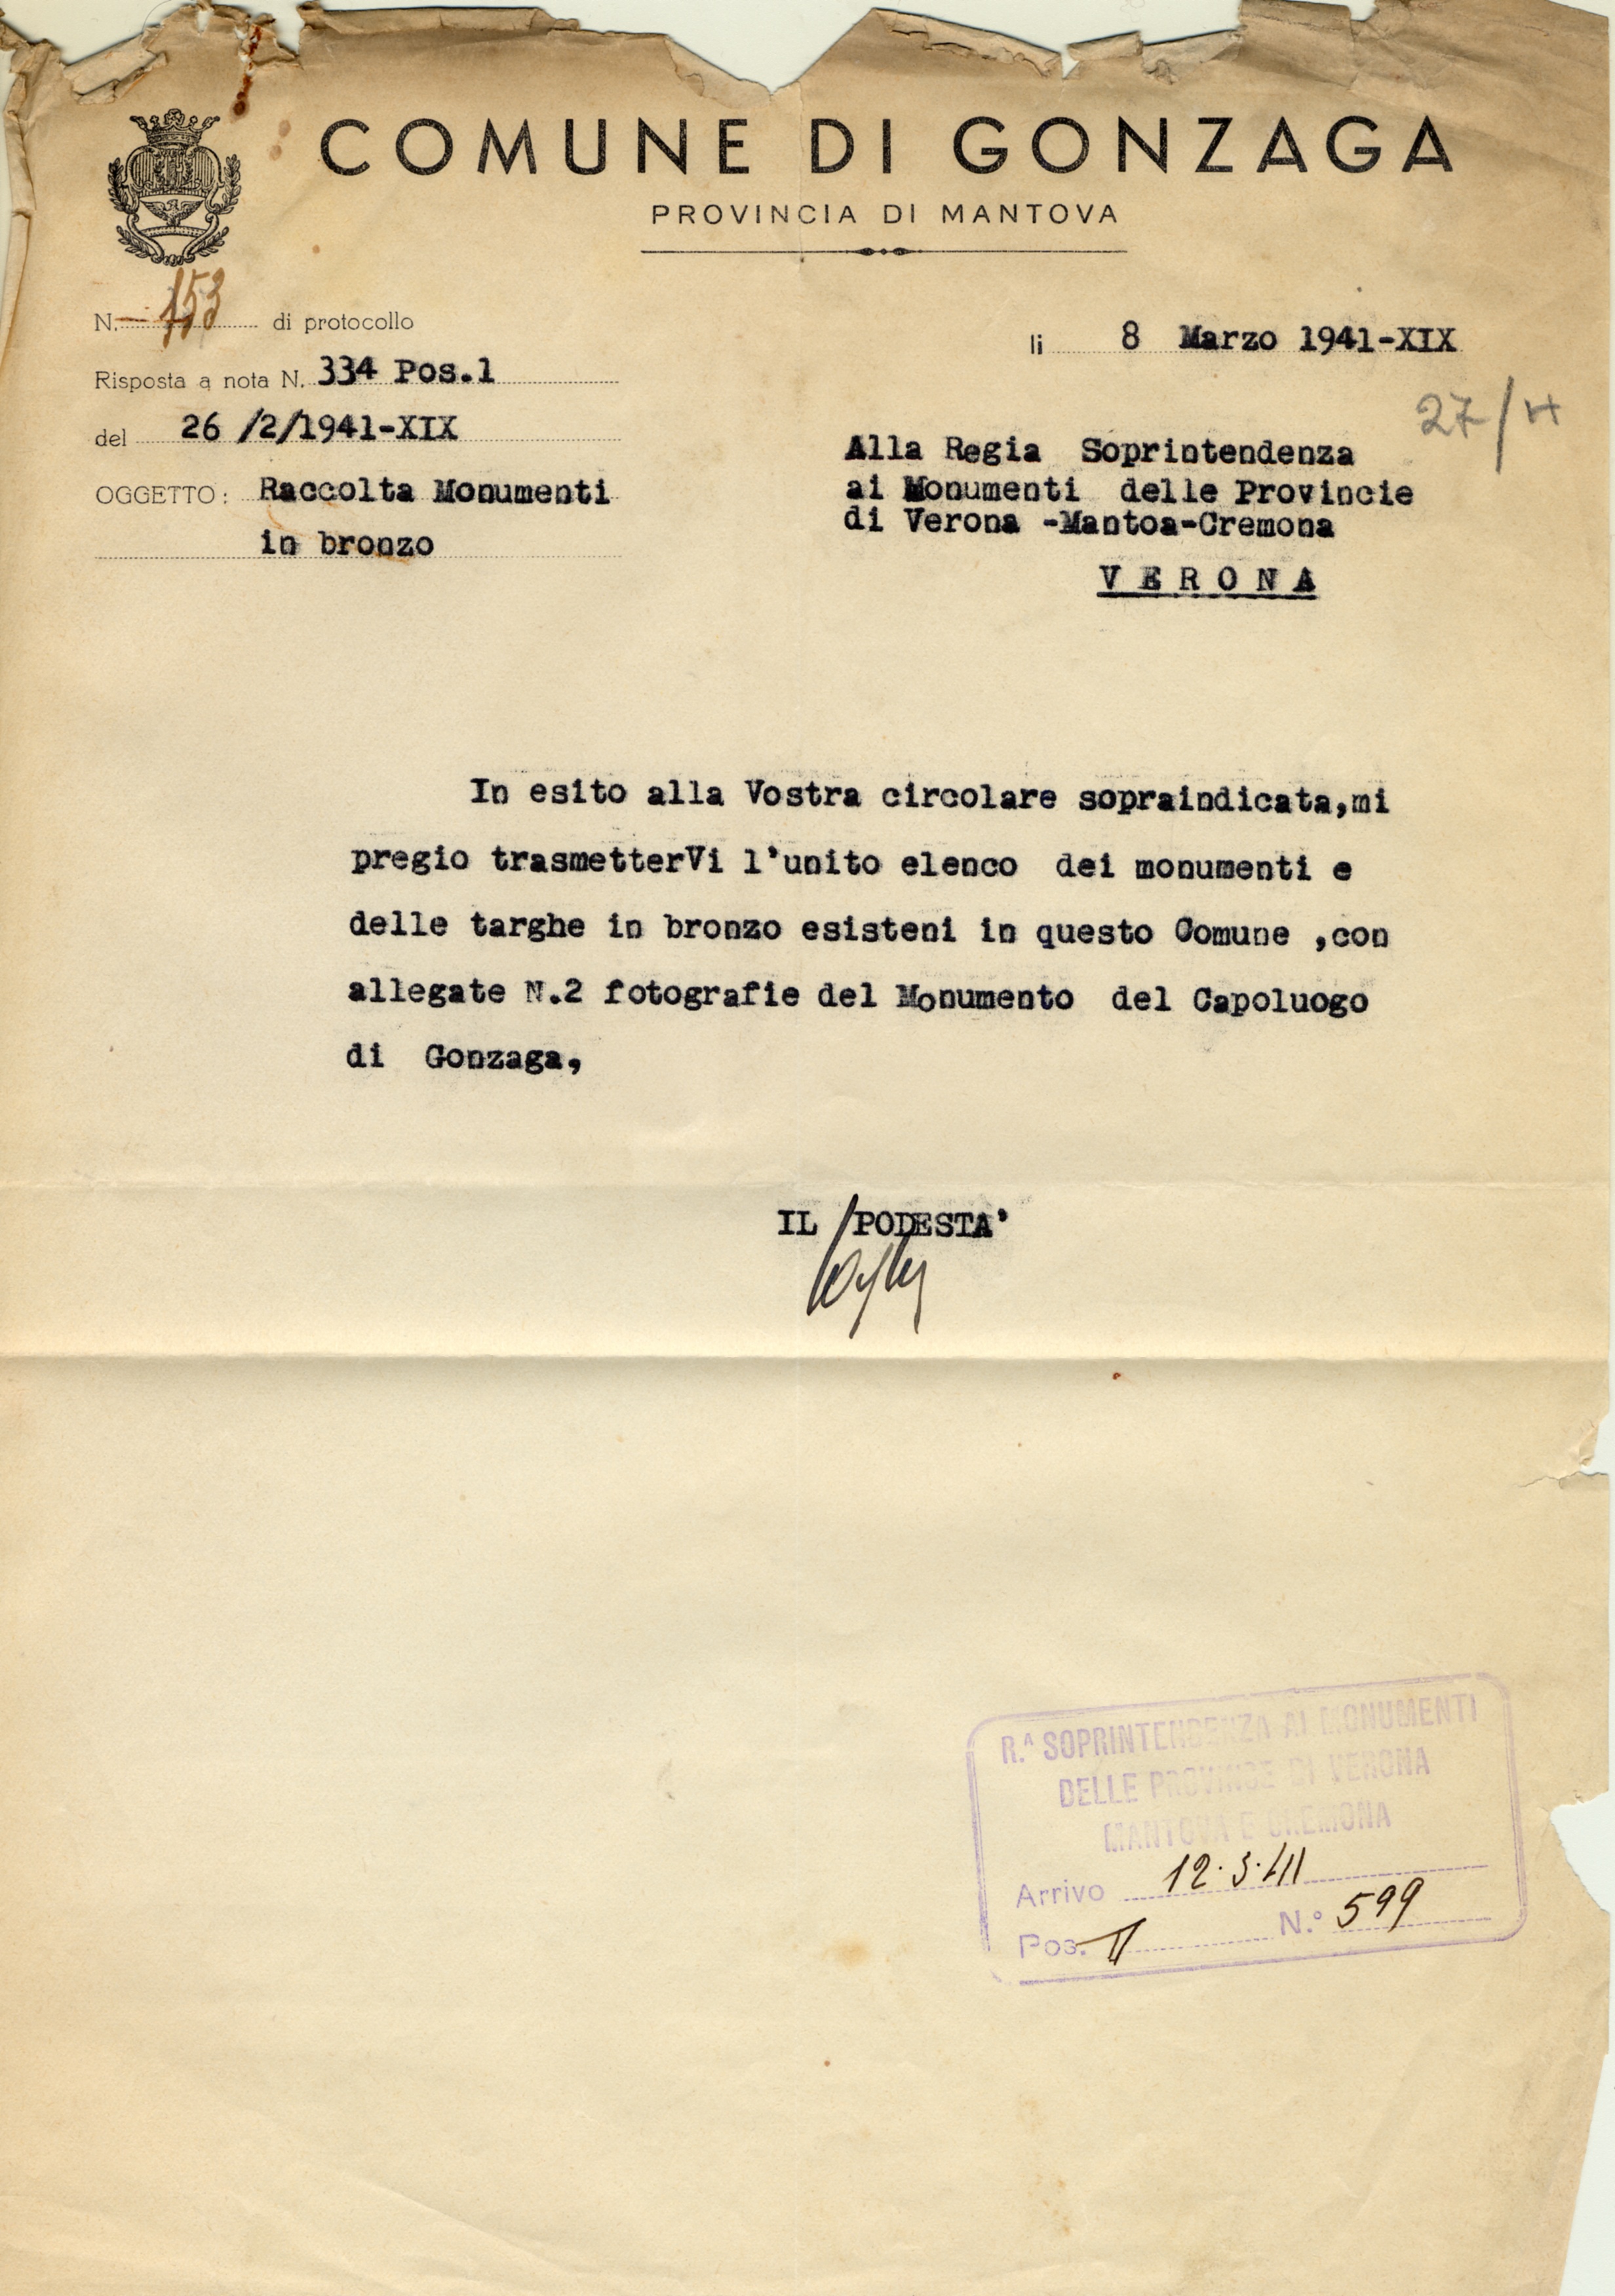 COMUNE DI GONZAGA
PROVINCIA DI MANTOVA
N. 153 di protocollo
Risposta a nota N. 334 Pos.1
del 26 /2/1941-XIX
OGGETTO: Raccolta Monumenti
in bronzo
li 8 Marzo 1941-XIX
27/H
Alla Regia Soprintendenza
ai Monumenti delle Provincie
di Verona -Mantoa-Cremona
VERONA
In esito alla Vostra circolare sopraindicata,mi
pregio trasmetterVi l'unito elenco dei monumenti e
delle targhe in bronzo esisteni in questo Comune ,con
allegate N.2 fotografie del Monumento del Capoluogo
di Gonzaga,
IL PODESTA'
R.A SOPRINTENDENZA AI MONUMENTI
DELLE PROVINCE DI VERONA
MANTOVA E CREMONA
Arrivo 12.3.41
Pos. II N.° 599